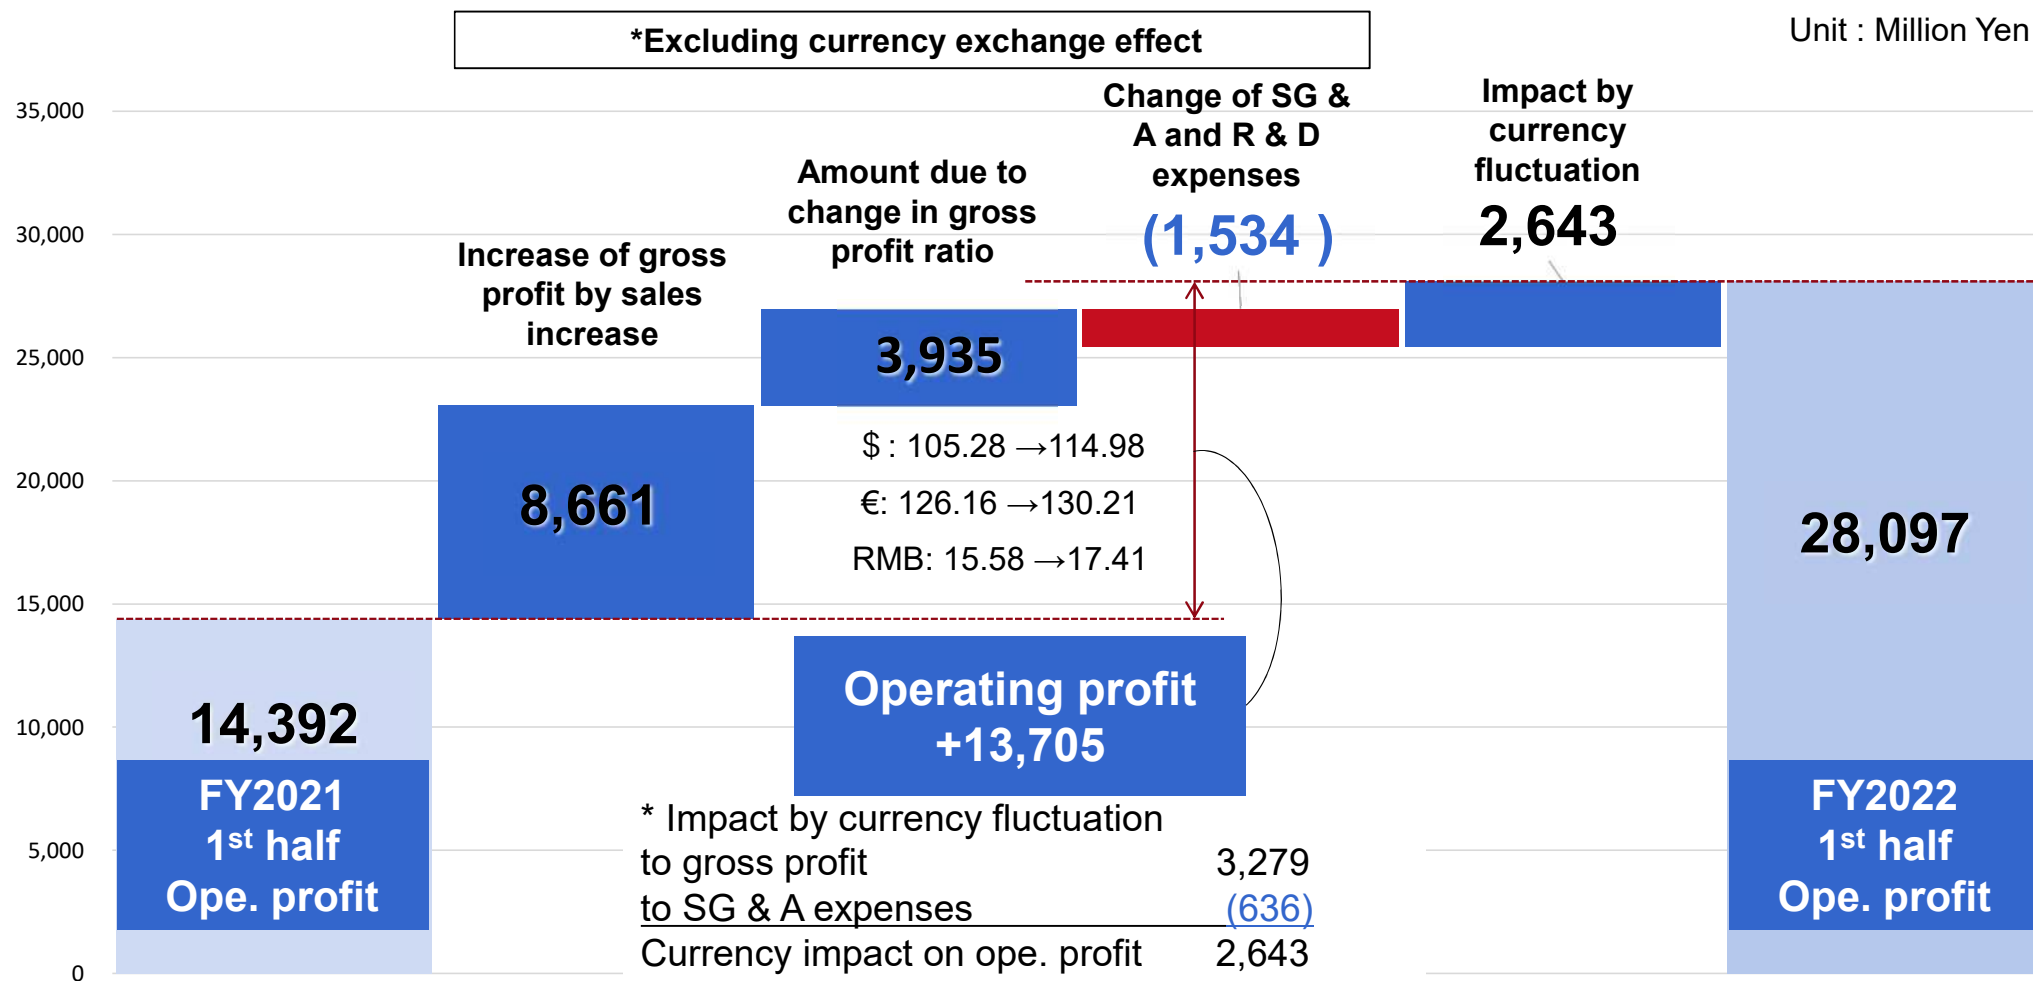 *Excluding currency exchange effect
Unit : Million Yen
35,000
30,000
25,000
20,000
15,000
10,000
5,000
0
Increase of gross
profit by sales
increase
Amount due to
change in gross
profit ratio
Change of SG &
A and R & D
expenses
(1,534 )
Impact by
currency
fluctuation
2,643
3,935
8,661
$ : 105.28 →114.98
€: 126.16 →130.21
RMB: 15.58 →17.41
28,097
14,392
Operating profit
+13,705
FY2021
1st half
Ope. profit
* Impact by currency fluctuation
to gross profit 3,279
to SG & A expenses (636)
Currency impact on ope. profit 2,643
FY2022
1st half
Ope. profit